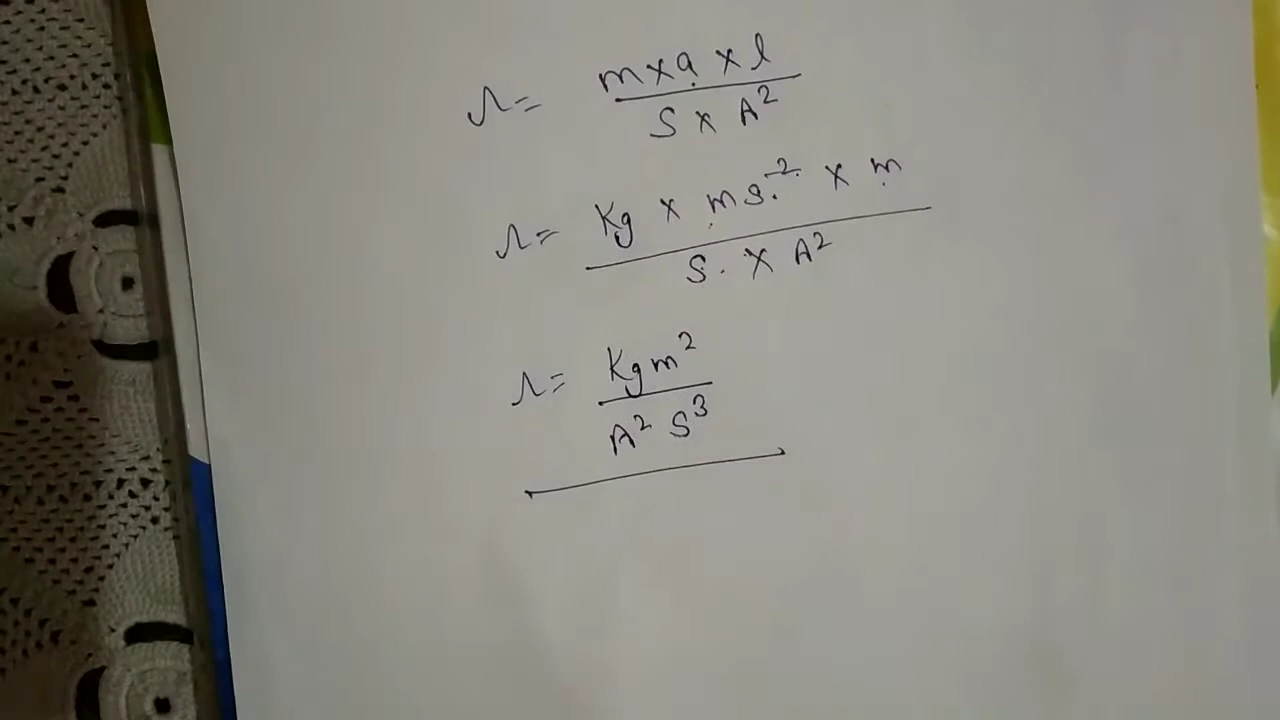 Ω = m×a×l / S×A²
Ω = Kg × ms⁻² × m / S. × A²
Ω = Kgm² / A² S³